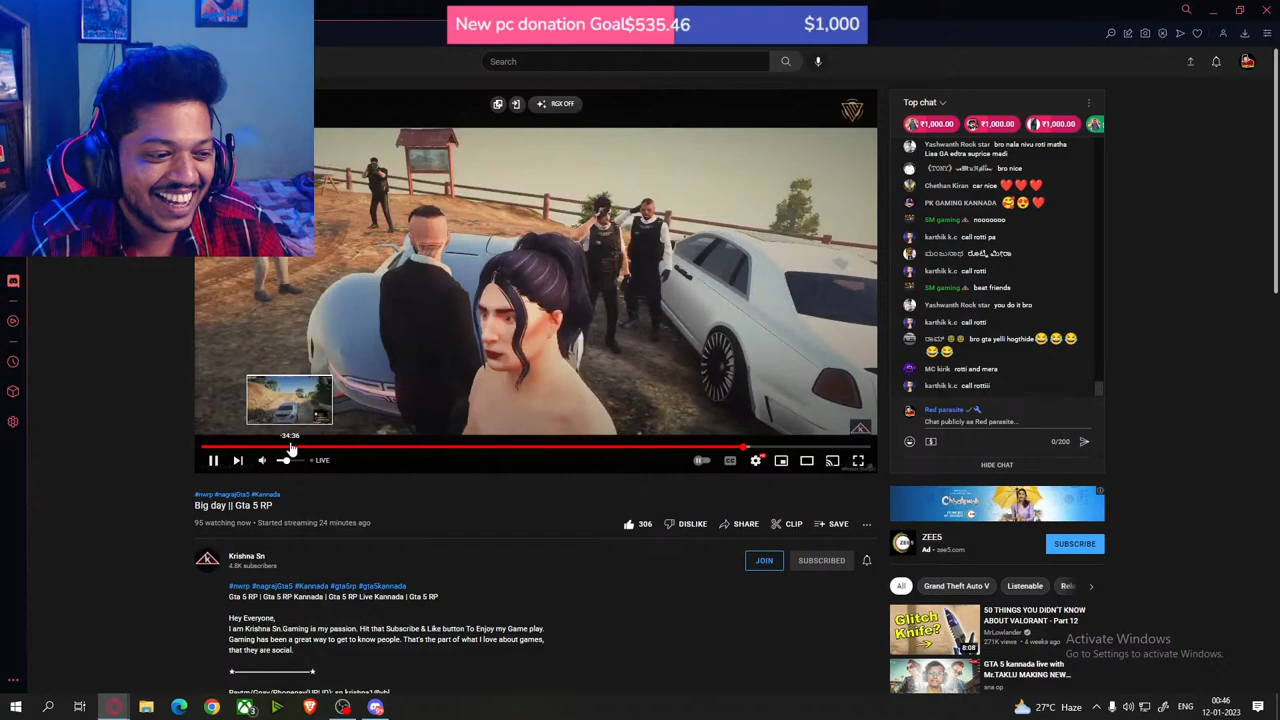 New pc donation Goal $535.46 $1,000
Search
RGX OFF
Top chat
₹1,000.00 ₹1,000.00 ₹1,000.00
Yashwanth Rock star bro nala nivu roti matha
Lisa GA edtra suprice madi
bro nice
Chethan Kiran car nice ❤️❤️❤️
PK GAMING KANNADA 🥰😍❤️
SM gaming nooooooo
karthik k.c call rotti pa
ಮಂಜುನಾಥ ರೊಟ್ಟಿ ಮೀರಾ
karthik k.c call rotti
SM gaming beat friends
Yashwanth Rock star you do it bro
karthik k.c call rotti
ರಾಮ್ bro gta yelli hogthide😂😂😂
😂😂
MC kirik rotti and mera
karthik k.c call rottiii
Red parasite
Chat publicly as Red parasite...
0/200
HIDE CHAT
-34:36
LIVE
#nwrp #nagrajGta5 #Kannada
Big day || Gta 5 RP
95 watching now • Started streaming 24 minutes ago
306 DISLIKE SHARE CLIP SAVE ...
Krishna Sn
4.8K subscribers
JOIN SUBSCRIBED
#nwrp #nagrajGta5 #Kannada #gta5rp #gta5kannada
Gta 5 RP | Gta 5 RP Kannada | Gta 5 RP Live Kannada | Gta 5 RP
Hey Everyone,
I am Krishna Sn.Gaming is my passion. Hit that Subscribe & Like button To Enjoy my Game play.
Gaming has been a great way to get to know people. That's the part of what I love about games,
that they are social.
★————————————★
ZEE5
Ad • zee5.com
SUBSCRIBE
All Grand Theft Auto V Listenable Rela
Glitch
Knife?
8:08
50 THINGS YOU DIDN'T KNOW
ABOUT VALORANT - Part 12
MrLowlander
271K views • 4 weeks ago
GTA 5 kannada live with
Mr.TAKLU MAKING NEW...
sns op
Activate Windows
Go to Settings to activate Windows.
3
27°C Haze
ENG
00:46
12-01-2023